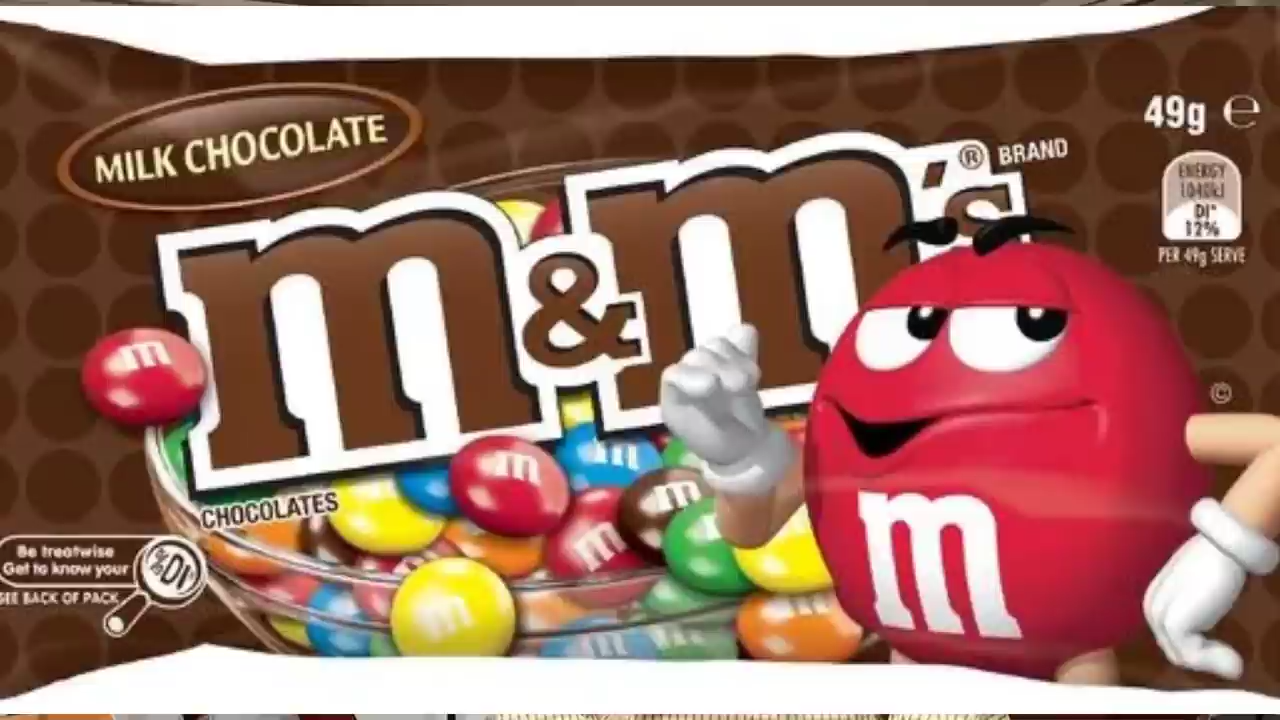 MILK CHOCOLATE
m&m's
® BRAND
49g ℮
ENERGY
1040kJ
DI*
12%
PER 49g SERVE
©
m
m
m
m
m
m
m
CHOCOLATES
Be treatwise
Get to know your
%DI'
SEE BACK OF PACK